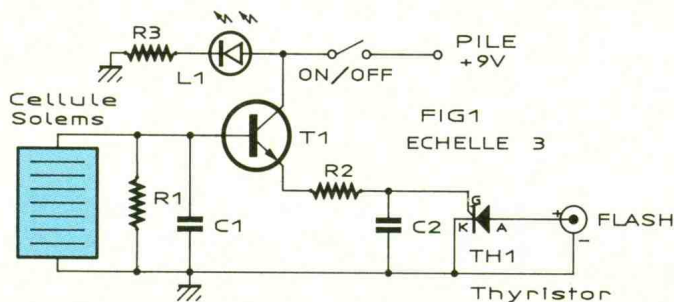 R3
L1
ON/OFF
PILE
+9V
Cellule
Solems
T1
FIG1
ECHELLE 3
R1
C1
R2
C2
G
K
A
+
FLASH
−
TH1
Thyristor